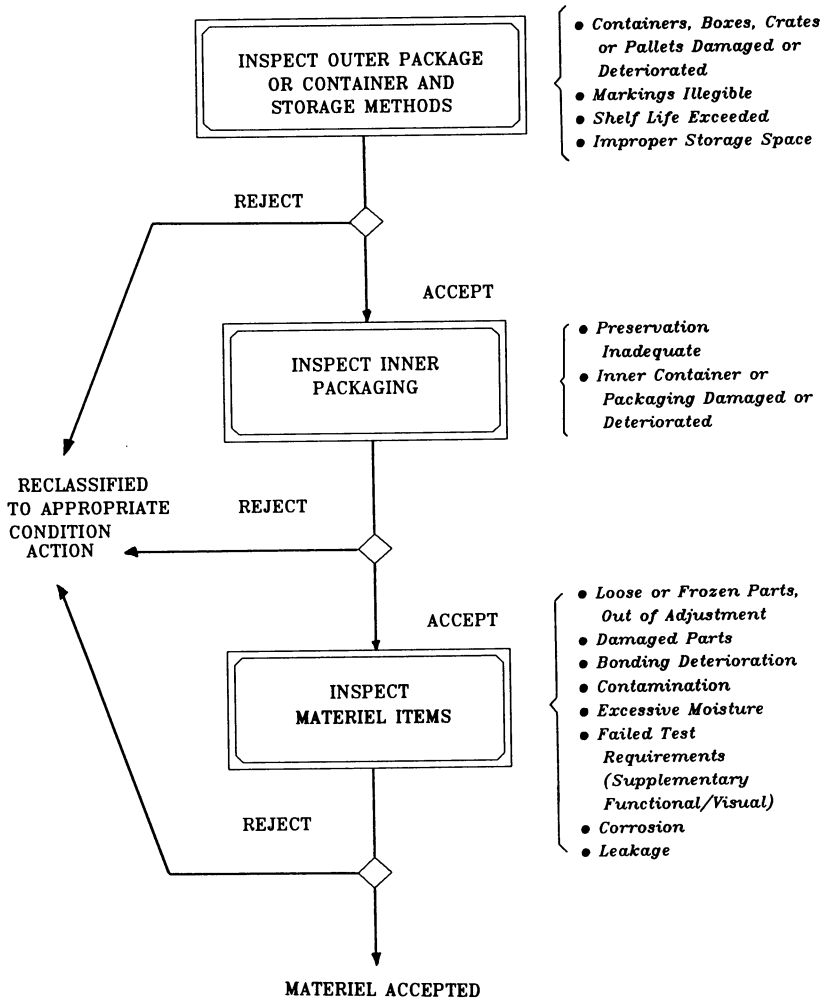 INSPECT OUTER PACKAGE
OR CONTAINER AND
STORAGE METHODS
● Containers, Boxes, Crates
or Pallets Damaged or
Deteriorated
● Markings Illegible
● Shelf Life Exceeded
● Improper Storage Space
REJECT
ACCEPT
INSPECT INNER
PACKAGING
● Preservation
Inadequate
● Inner Container or
Packaging Damaged or
Deteriorated
RECLASSIFIED
TO APPROPRIATE
CONDITION
ACTION
REJECT
ACCEPT
INSPECT
MATERIEL ITEMS
● Loose or Frozen Parts,
Out of Adjustment
● Damaged Parts
● Bonding Deterioration
● Contamination
● Excessive Moisture
● Failed Test
Requirements
(Supplementary
Functional/Visual)
● Corrosion
● Leakage
REJECT
MATERIEL ACCEPTED